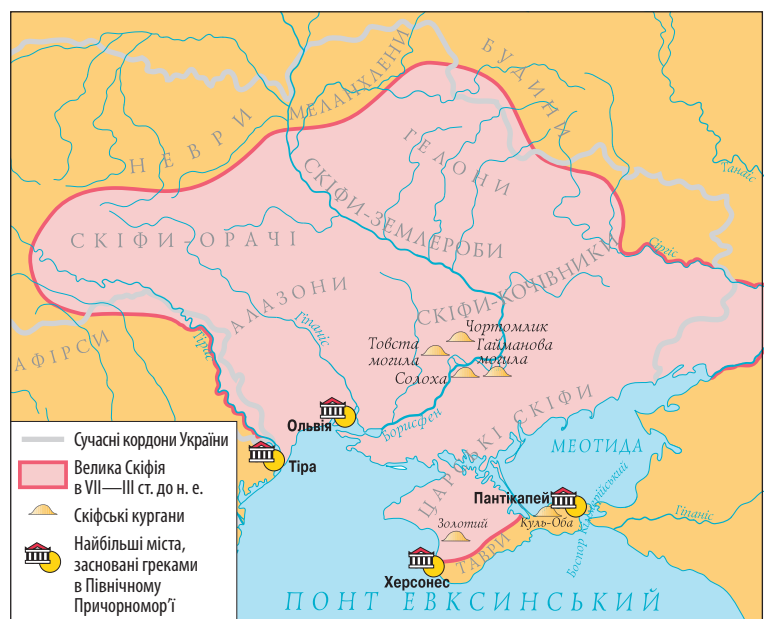 БУДИНИ
МЕЛАНХЛЕНИ
НЕВРИ
ГЕЛОНИ
Танаїс
СКІФИ-ЗЕМЛЕРОБИ
СКІФИ-ОРАЧІ
Сіргіс
СКІФИ-КОЧІВНИКИ
АЛАЗОНИ
Гіпаніс
Тірас
АФІРСИ
Чортомлик
Товста
могила
Гайманова
могила
Солоха
Борисфен
Ольвія
Тіра
ЦАРСЬКІ СКІФИ
МЕОТИДА
Пантікапей
Боспор Кіммерійський
Куль-Оба
Гіпаніс
Золотий
ТАВРИ
Херсонес
ПОНТ ЕВКСИНСЬКИЙ
Сучасні кордони України
Велика Скіфія
в VII—III ст. до н. е.
Скіфські кургани
Найбільші міста,
засновані греками
в Північному
Причорномор’ї